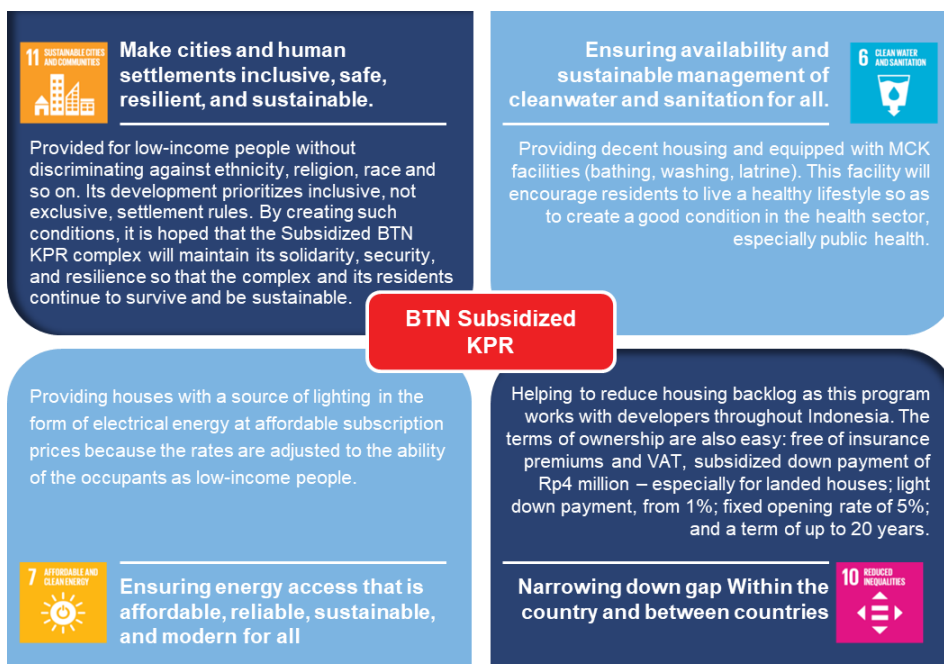 11 SUSTAINABLE CITIES
AND COMMUNITIES
Make cities and human
settlements inclusive, safe,
resilient, and sustainable.
Provided for low-income people without
discriminating against ethnicity, religion, race and
so on. Its development prioritizes inclusive, not
exclusive, settlement rules. By creating such
conditions, it is hoped that the Subsidized BTN
KPR complex will maintain its solidarity, security,
and resilience so that the complex and its residents
continue to survive and be sustainable.
Ensuring availability and
sustainable management of
cleanwater and sanitation for all.
6 CLEAN WATER
AND SANITATION
Providing decent housing and equipped with MCK
facilities (bathing, washing, latrine). This facility will
encourage residents to live a healthy lifestyle so as
to create a good condition in the health sector,
especially public health.
BTN Subsidized
KPR
Providing houses with a source of lighting in the
form of electrical energy at affordable subscription
prices because the rates are adjusted to the ability
of the occupants as low-income people.
7 AFFORDABLE AND
CLEAN ENERGY
Ensuring energy access that is
affordable, reliable, sustainable,
and modern for all
Helping to reduce housing backlog as this program
works with developers throughout Indonesia. The
terms of ownership are also easy: free of insurance
premiums and VAT, subsidized down payment of
Rp4 million – especially for landed houses; light
down payment, from 1%; fixed opening rate of 5%;
and a term of up to 20 years.
Narrowing down gap Within the
country and between countries
10 REDUCED
INEQUALITIES